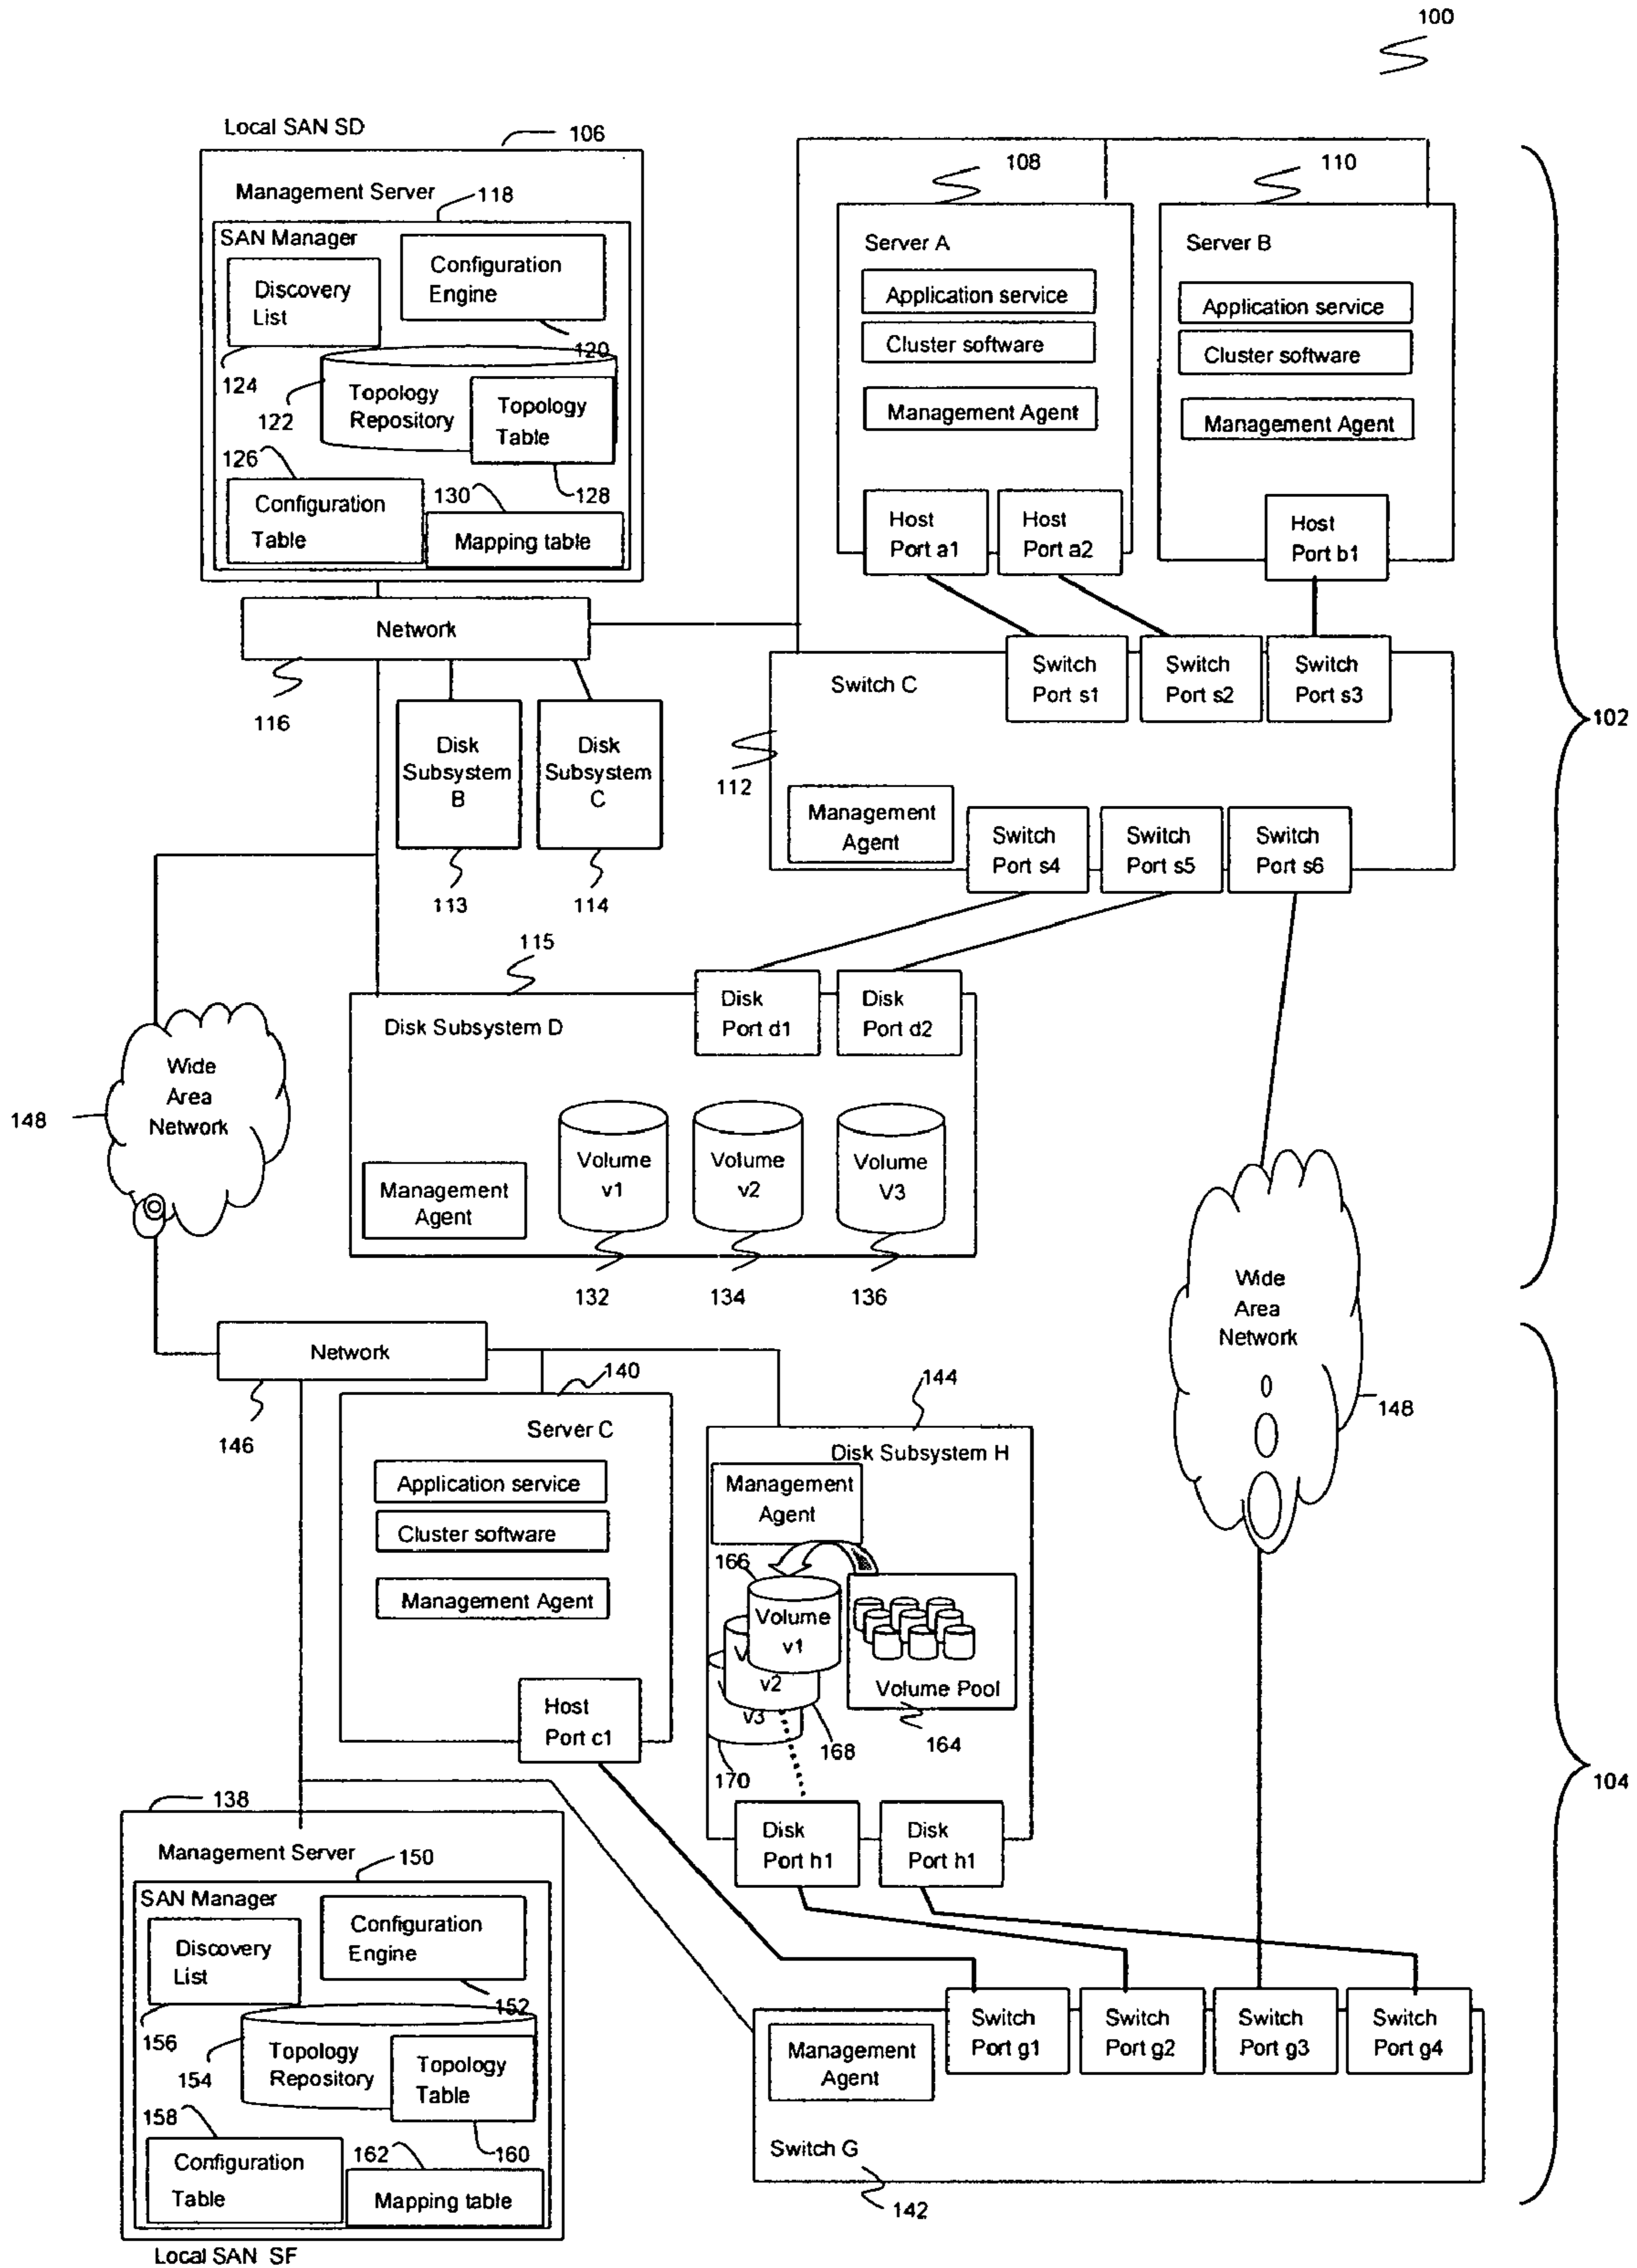 100
Local SAN SD
106
Management Server
118
SAN Manager
Configuration
Engine
Discovery
List
120
124
122
Topology
Repository
Topology
Table
126
128
130
Configuration
Table
Mapping table
Network
116
108
110
Server A
Application service
Cluster software
Management Agent
Host
Port a1
Host
Port a2
Server B
Application service
Cluster software
Management Agent
Host
Port b1
102
Switch C
Switch
Port s1
Switch
Port s2
Switch
Port s3
112
Management
Agent
Switch
Port s4
Switch
Port s5
Switch
Port s6
Disk
Subsystem
B
Disk
Subsystem
C
113
114
115
Disk Subsystem D
Disk
Port d1
Disk
Port d2
Wide
Area
Network
148
Management
Agent
Volume
v1
Volume
v2
Volume
V3
132
134
136
Wide
Area
Network
148
Network
146
140
Server C
Application service
Cluster software
Management Agent
Host
Port c1
144
Disk Subsystem H
Management
Agent
166
Volume
v1
V
v2
v3
Volume Pool
168
164
170
Disk
Port h1
Disk
Port h1
104
138
Management Server
150
SAN Manager
Configuration
Engine
Discovery
List
152
156
154
Topology
Repository
Topology
Table
158
160
162
Configuration
Table
Mapping table
Local SAN SF
Management
Agent
Switch
Port g1
Switch
Port g2
Switch
Port g3
Switch
Port g4
Switch G
142